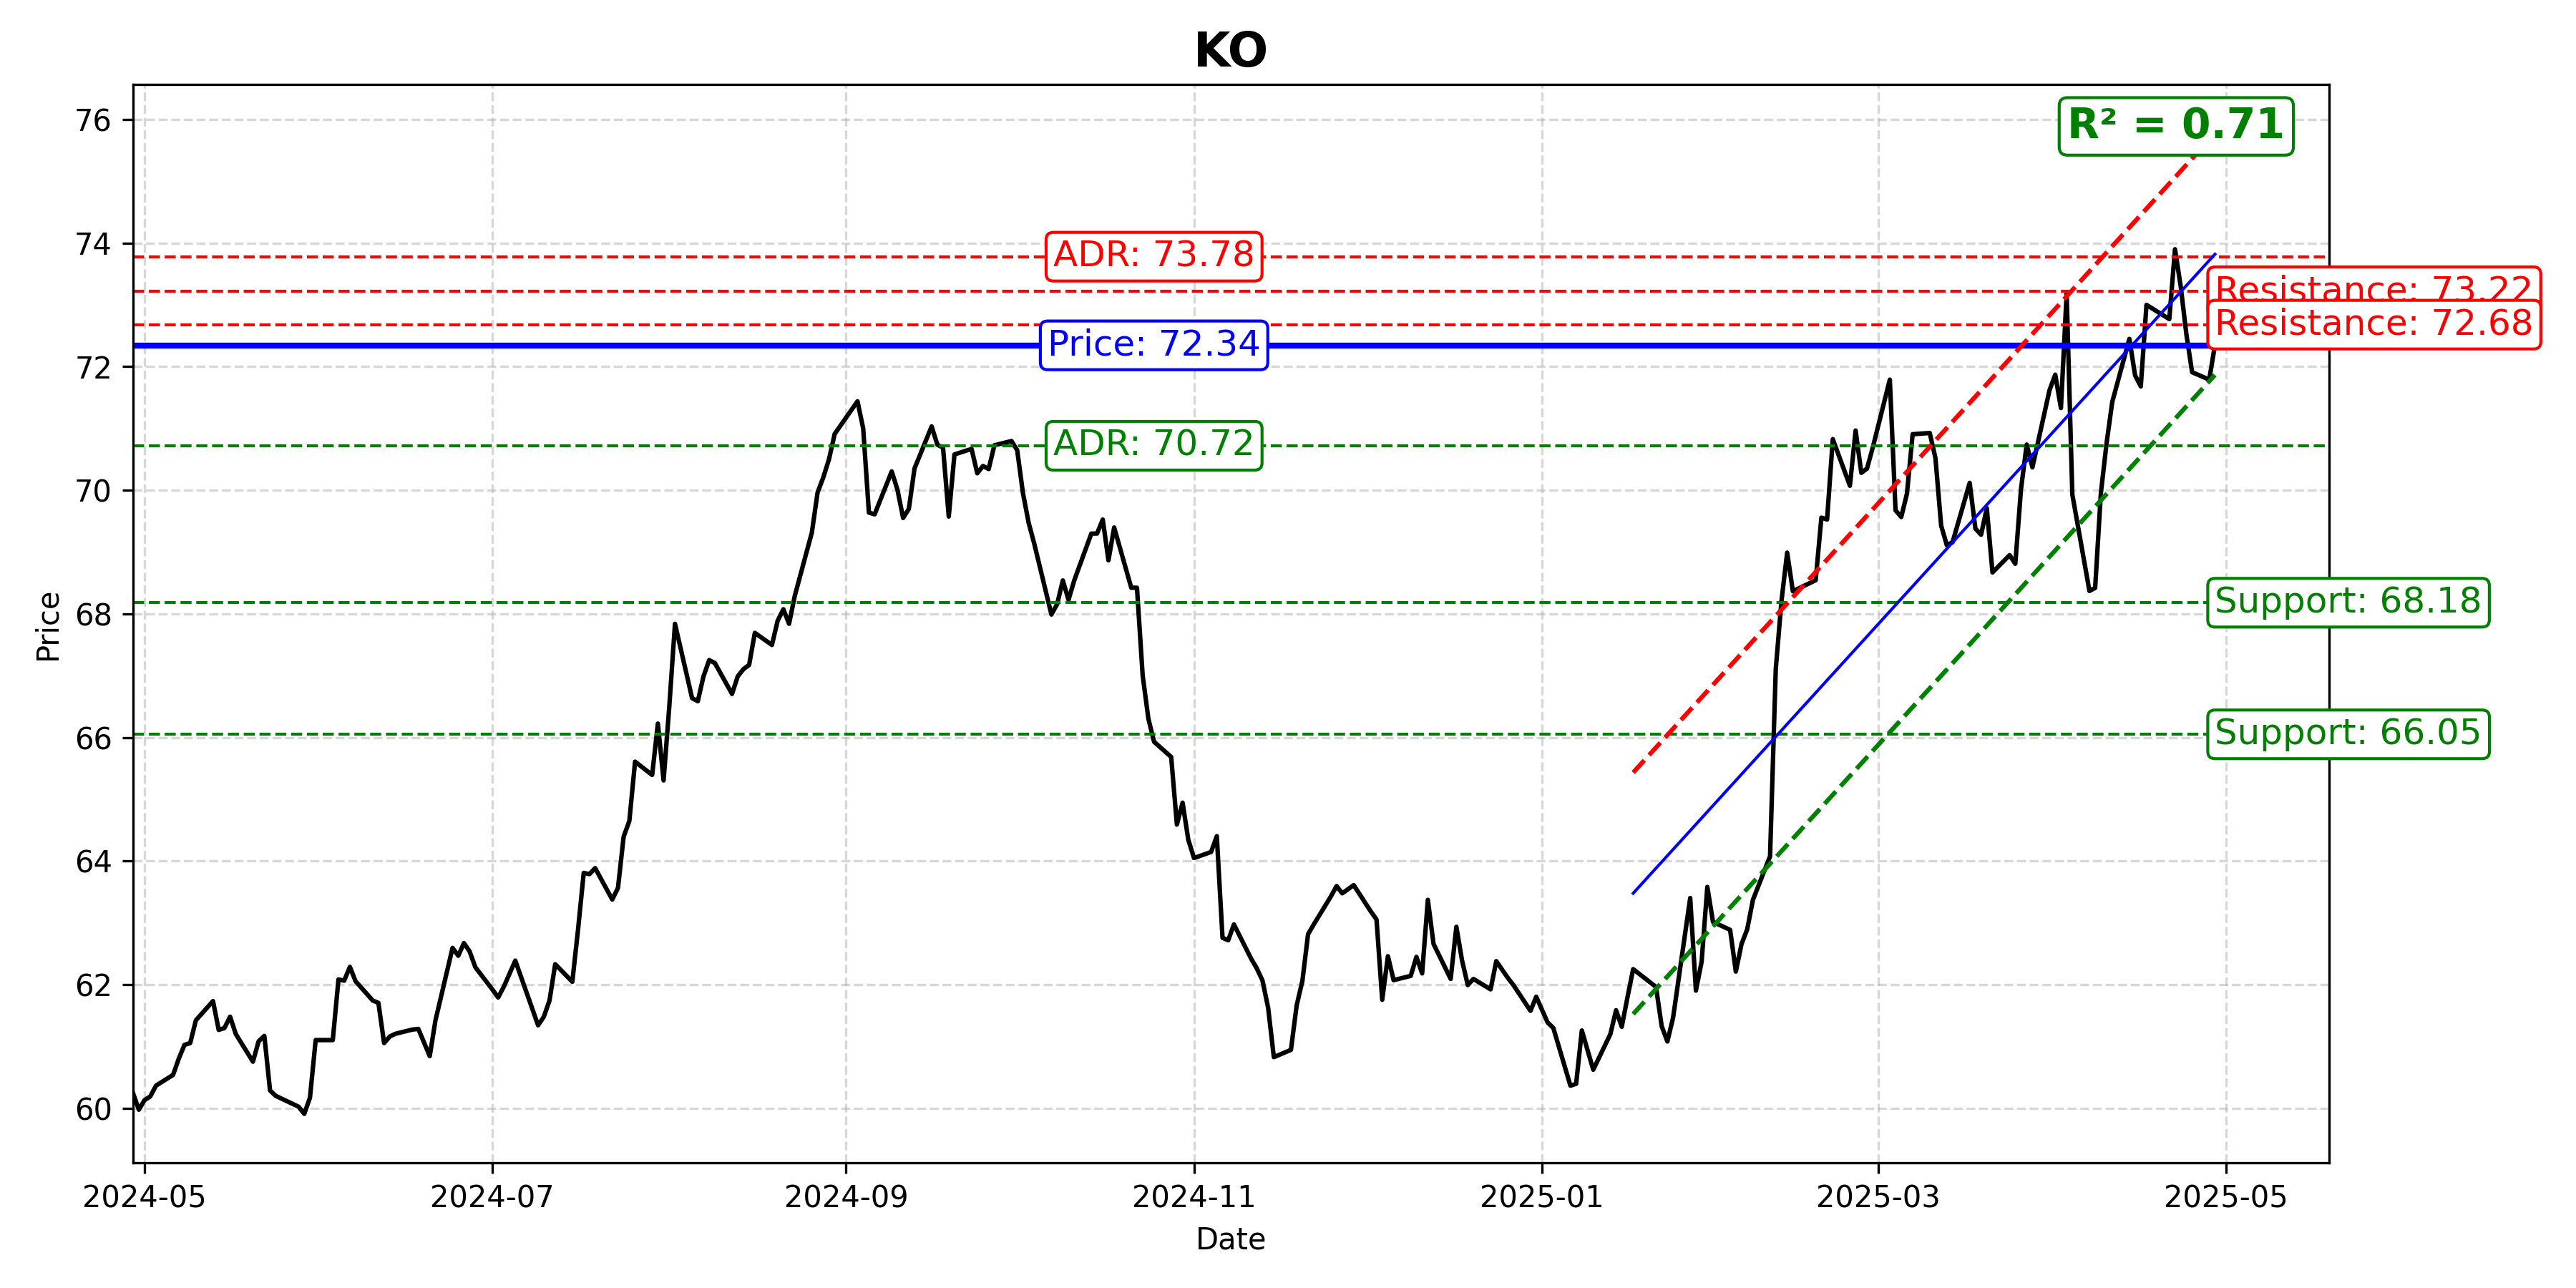 KO
76
R² = 0.71
74
ADR: 73.78
Resistance: 73.22
Resistance: 72.68
Price: 72.34
72
ADR: 70.72
70
Support: 68.18
68
Price
Support: 66.05
66
64
62
60
2024-05
2024-07
2024-09
2024-11
2025-01
2025-03
2025-05
Date